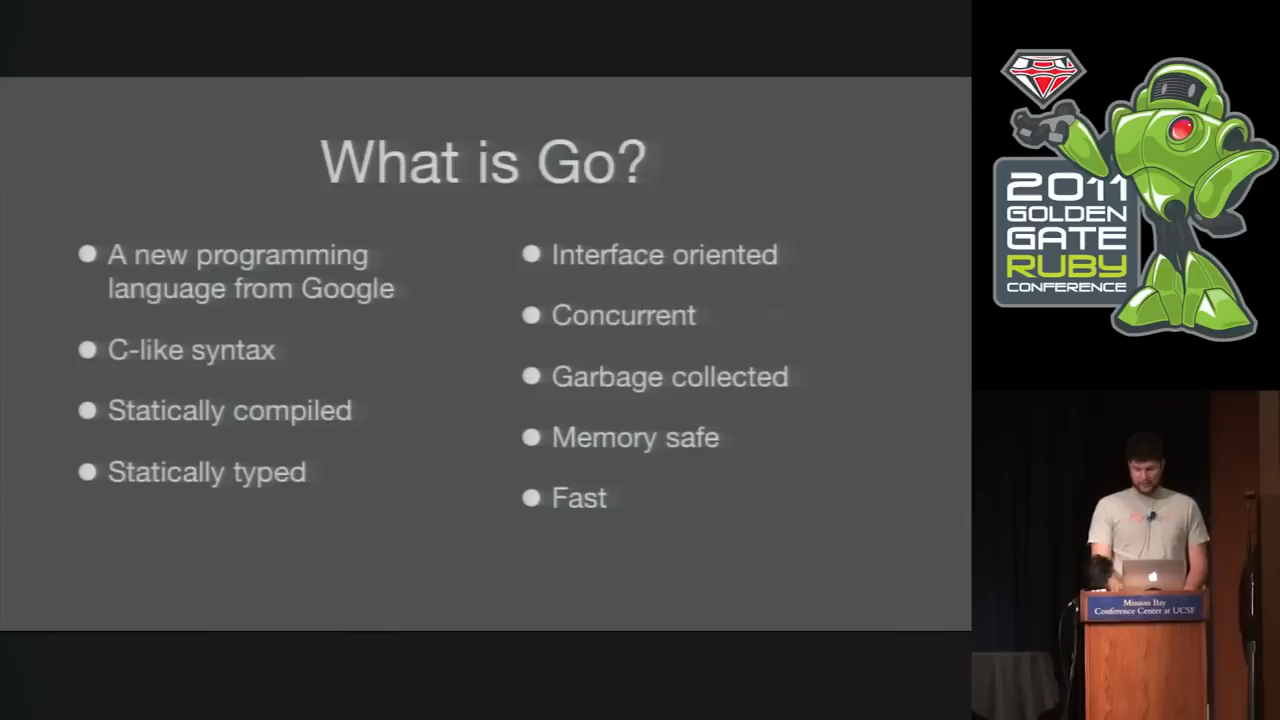 What is Go?
A new programming
language from Google
C-like syntax
Statically compiled
Statically typed
Interface oriented
Concurrent
Garbage collected
Memory safe
Fast
2011
GOLDEN
GATE
RUBY
CONFERENCE
Mission Bay
Conference Center at UCSF